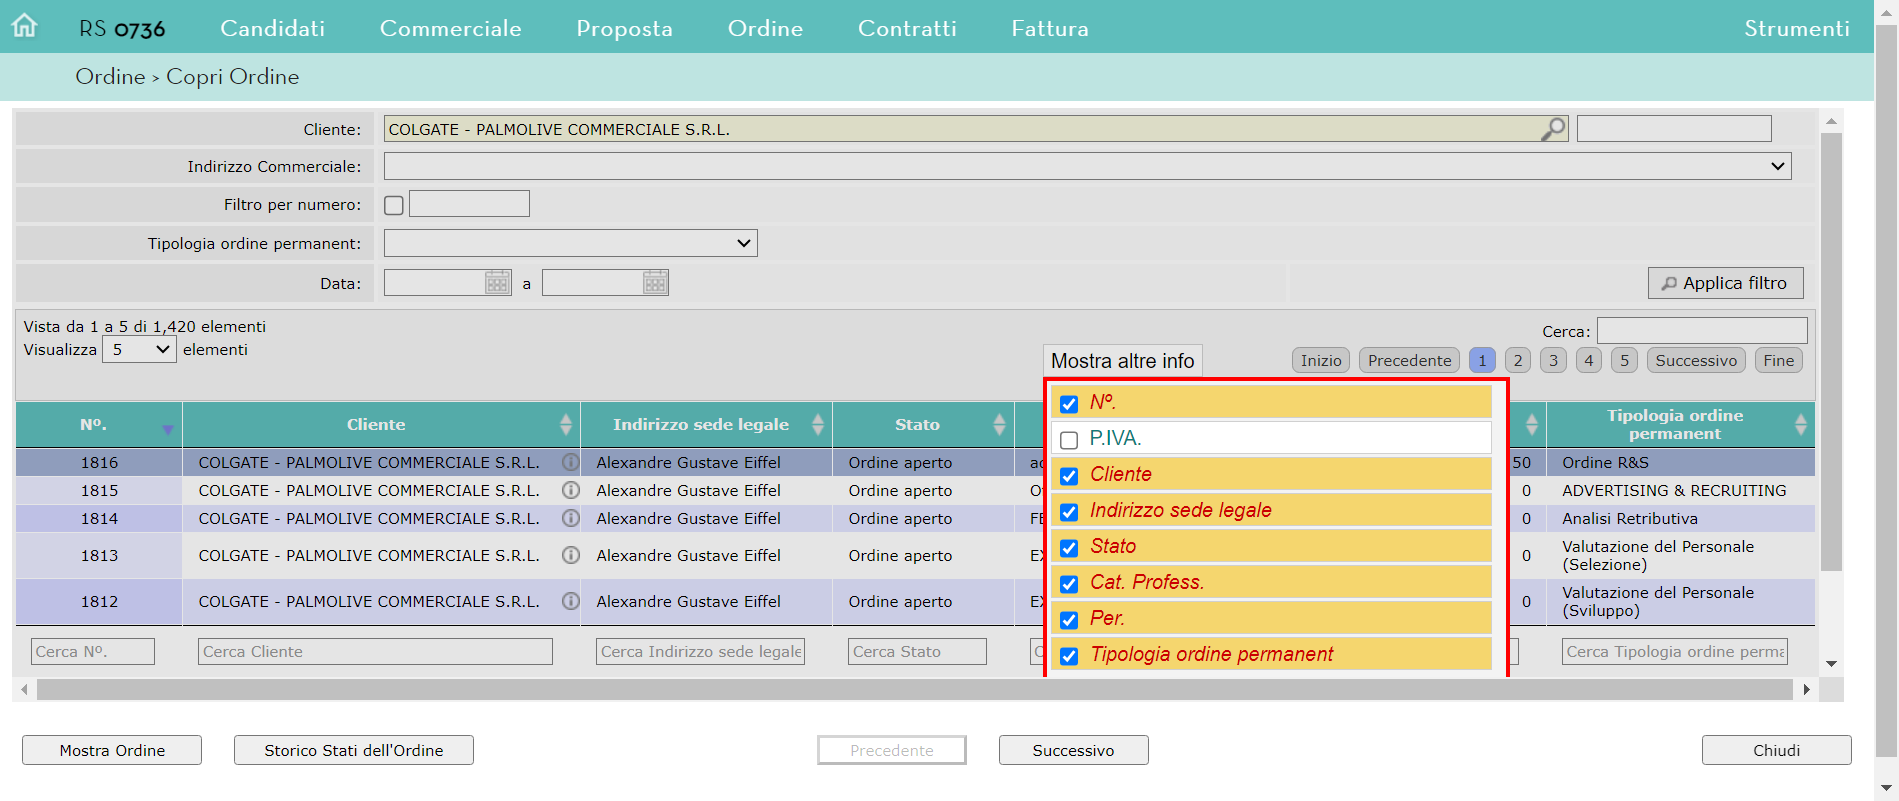 RS 0736 Candidati Commerciale Proposta Ordine Contratti Fattura Strumenti
Ordine > Copri Ordine
Cliente: COLGATE - PALMOLIVE COMMERCIALE S.R.L.
Indirizzo Commerciale:
Filtro per numero:
Tipologia ordine permanent:
Data: a Applica filtro
Vista da 1 a 5 di 1,420 elementi
Cerca:
Visualizza 5 elementi
Mostra altre info Inizio Precedente 1 2 3 4 5 Successivo Fine
Nº. Cliente Indirizzo sede legale Stato Tipologia ordine permanent
1816 COLGATE - PALMOLIVE COMMERCIALE S.R.L. Alexandre Gustave Eiffel Ordine aperto 50 Ordine R&S
1815 COLGATE - PALMOLIVE COMMERCIALE S.R.L. Alexandre Gustave Eiffel Ordine aperto 0 ADVERTISING & RECRUITING
1814 COLGATE - PALMOLIVE COMMERCIALE S.R.L. Alexandre Gustave Eiffel Ordine aperto 0 Analisi Retributiva
1813 COLGATE - PALMOLIVE COMMERCIALE S.R.L. Alexandre Gustave Eiffel Ordine aperto 0 Valutazione del Personale (Selezione)
1812 COLGATE - PALMOLIVE COMMERCIALE S.R.L. Alexandre Gustave Eiffel Ordine aperto 0 Valutazione del Personale (Sviluppo)
Cerca Nº. Cerca Cliente Cerca Indirizzo sede legale Cerca Stato Cerca Tipologia ordine
Nº.
P.IVA.
Cliente
Indirizzo sede legale
Stato
Cat. Profess.
Per.
Tipologia ordine permanent
Mostra Ordine Storico Stati dell'Ordine Precedente Successivo Chiudi